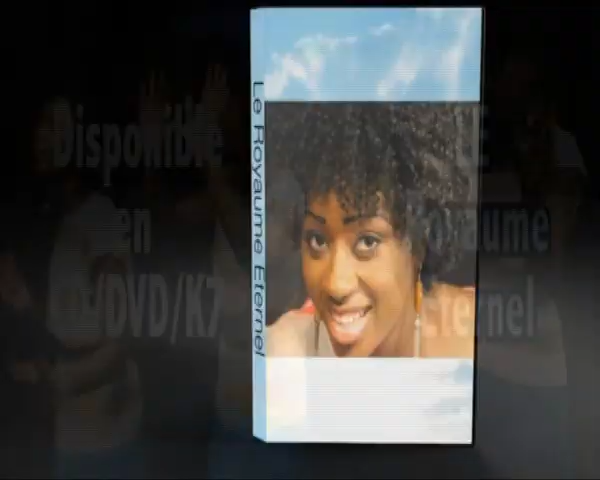 Disponible
en
/DVD/K7
Le Royaume Eternel
Royaume
Eternel